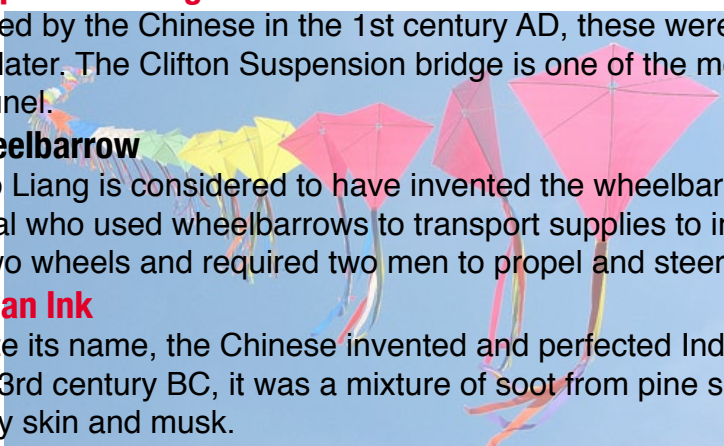 ed by the Chinese in the 1st century AD, these were
later. The Clifton Suspension bridge is one of the m
nel.
eelbarrow
Liang is considered to have invented the wheelbar
al who used wheelbarrows to transport supplies to i
wo wheels and required two men to propel and steer
an Ink
e its name, the Chinese invented and perfected Ind
3rd century BC, it was a mixture of soot from pine s
y skin and musk.